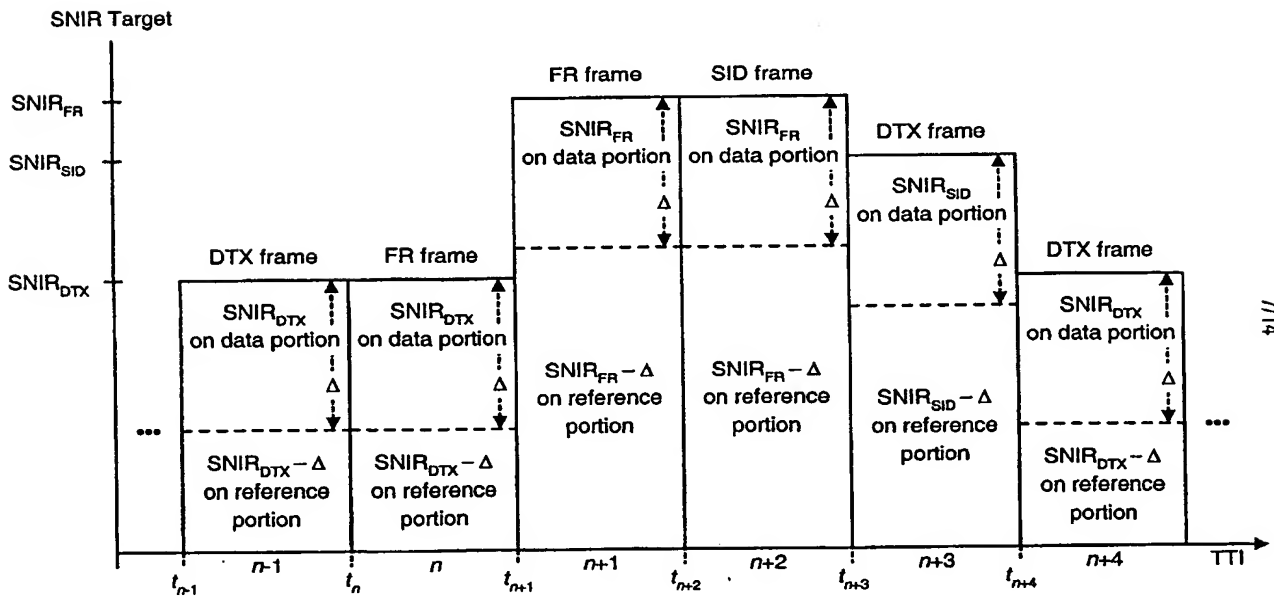 SNIR Target
SNIR_FR
SNIR_SID
SNIR_DTX
DTX frame
SNIR_DTX
on data portion
Δ
SNIR_DTX – Δ
on reference
portion
FR frame
SNIR_DTX
on data portion
Δ
SNIR_DTX – Δ
on reference
portion
FR frame
SNIR_FR
on data portion
Δ
SNIR_FR – Δ
on reference
portion
SID frame
SNIR_FR
on data portion
Δ
SNIR_FR – Δ
on reference
portion
DTX frame
SNIR_SID
on data portion
Δ
SNIR_SID – Δ
on reference
portion
DTX frame
SNIR_DTX
on data portion
Δ
SNIR_DTX – Δ
on reference
portion
•••
•••
t_n-1
n-1
t_n
n
t_n+1
n+1
t_n+2
n+2
t_n+3
n+3
t_n+4
n+4
TTI
7/14